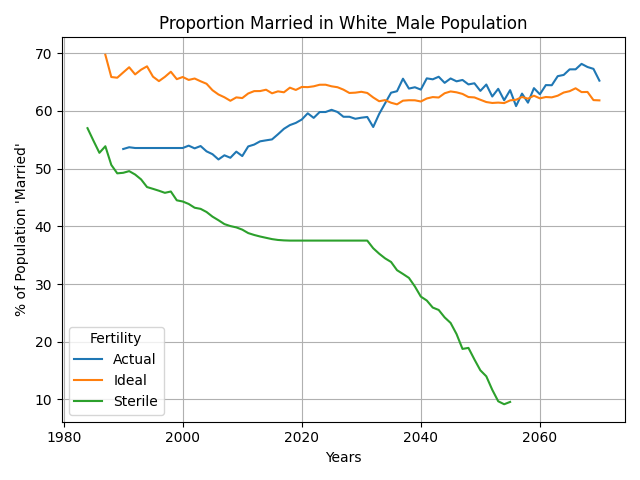 Proportion Married in White_Male Population
% of Population 'Married'
70
60
50
40
30
20
10
Fertility
Actual
Ideal
Sterile
1980
2000
2020
2040
2060
Years